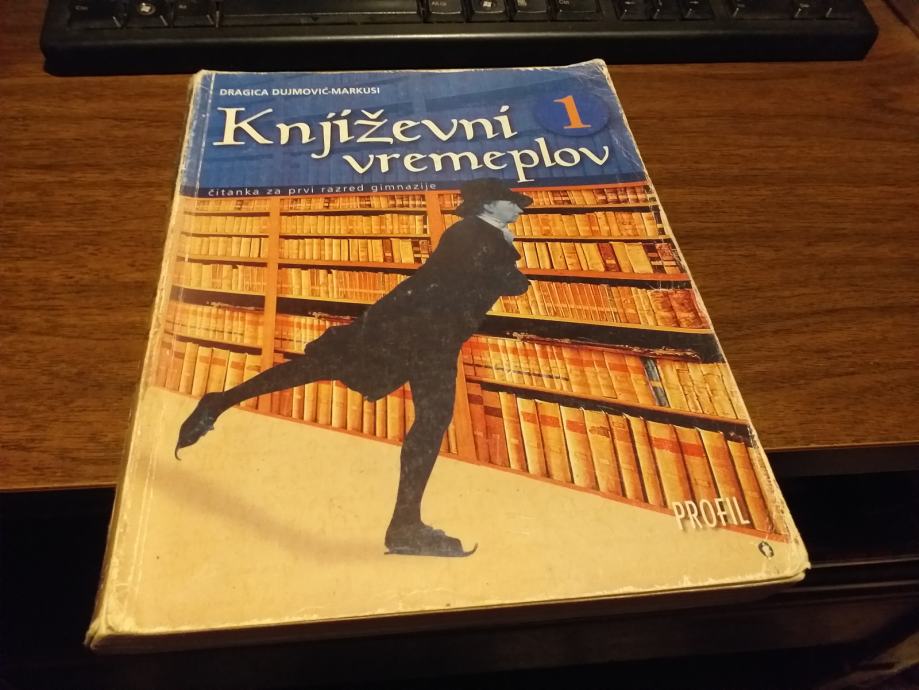 DRAGICA DUJMOVIĆ-MARKUSI
Književni 1
vremeplov
čitanka za prvi razred gimnazije
PROFIL